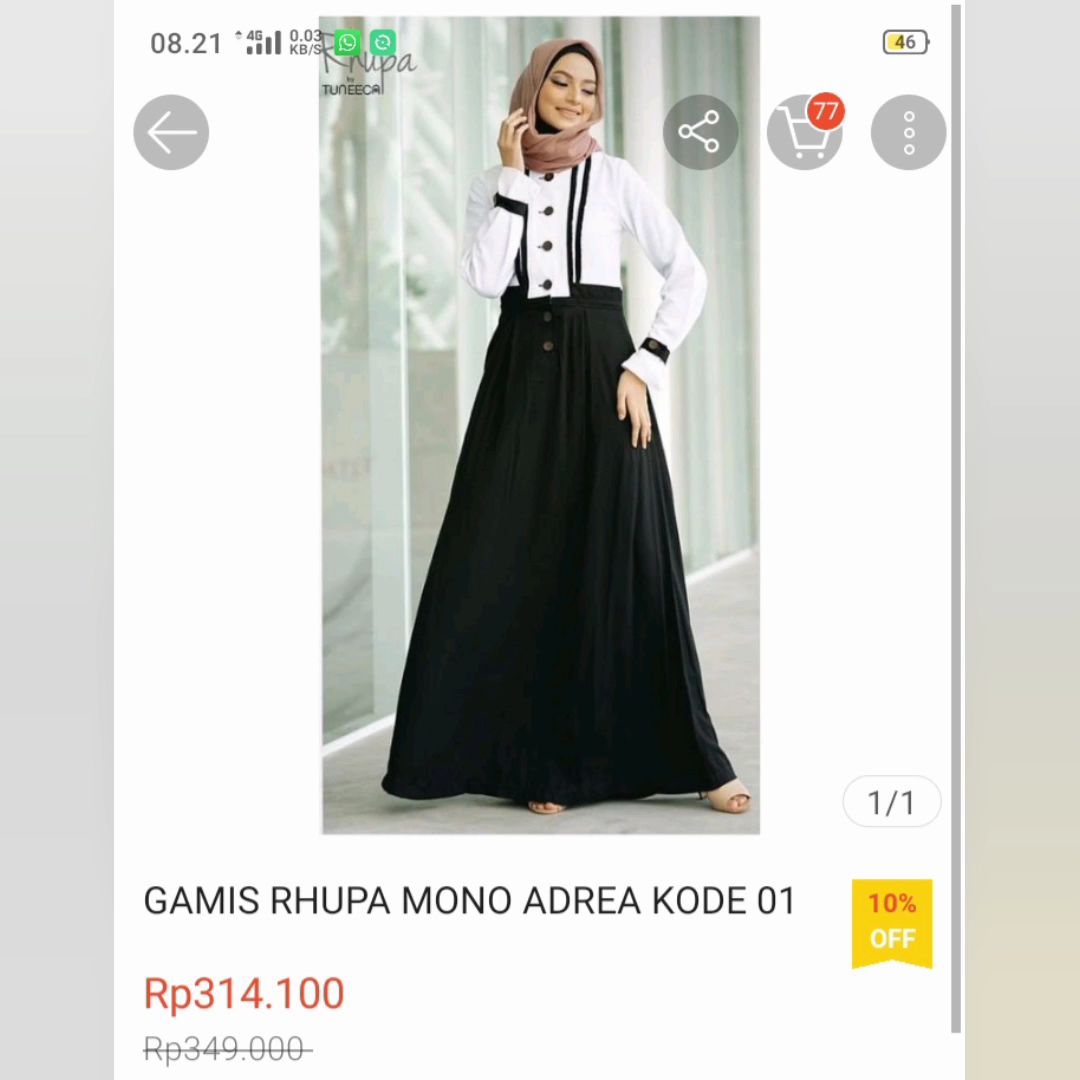 08.21
4G
0.03
KB/S
46
Rhupa
by
TUNEECA
77
1/1
GAMIS RHUPA MONO ADREA KODE 01
10%
OFF
Rp314.100
Rp349.000